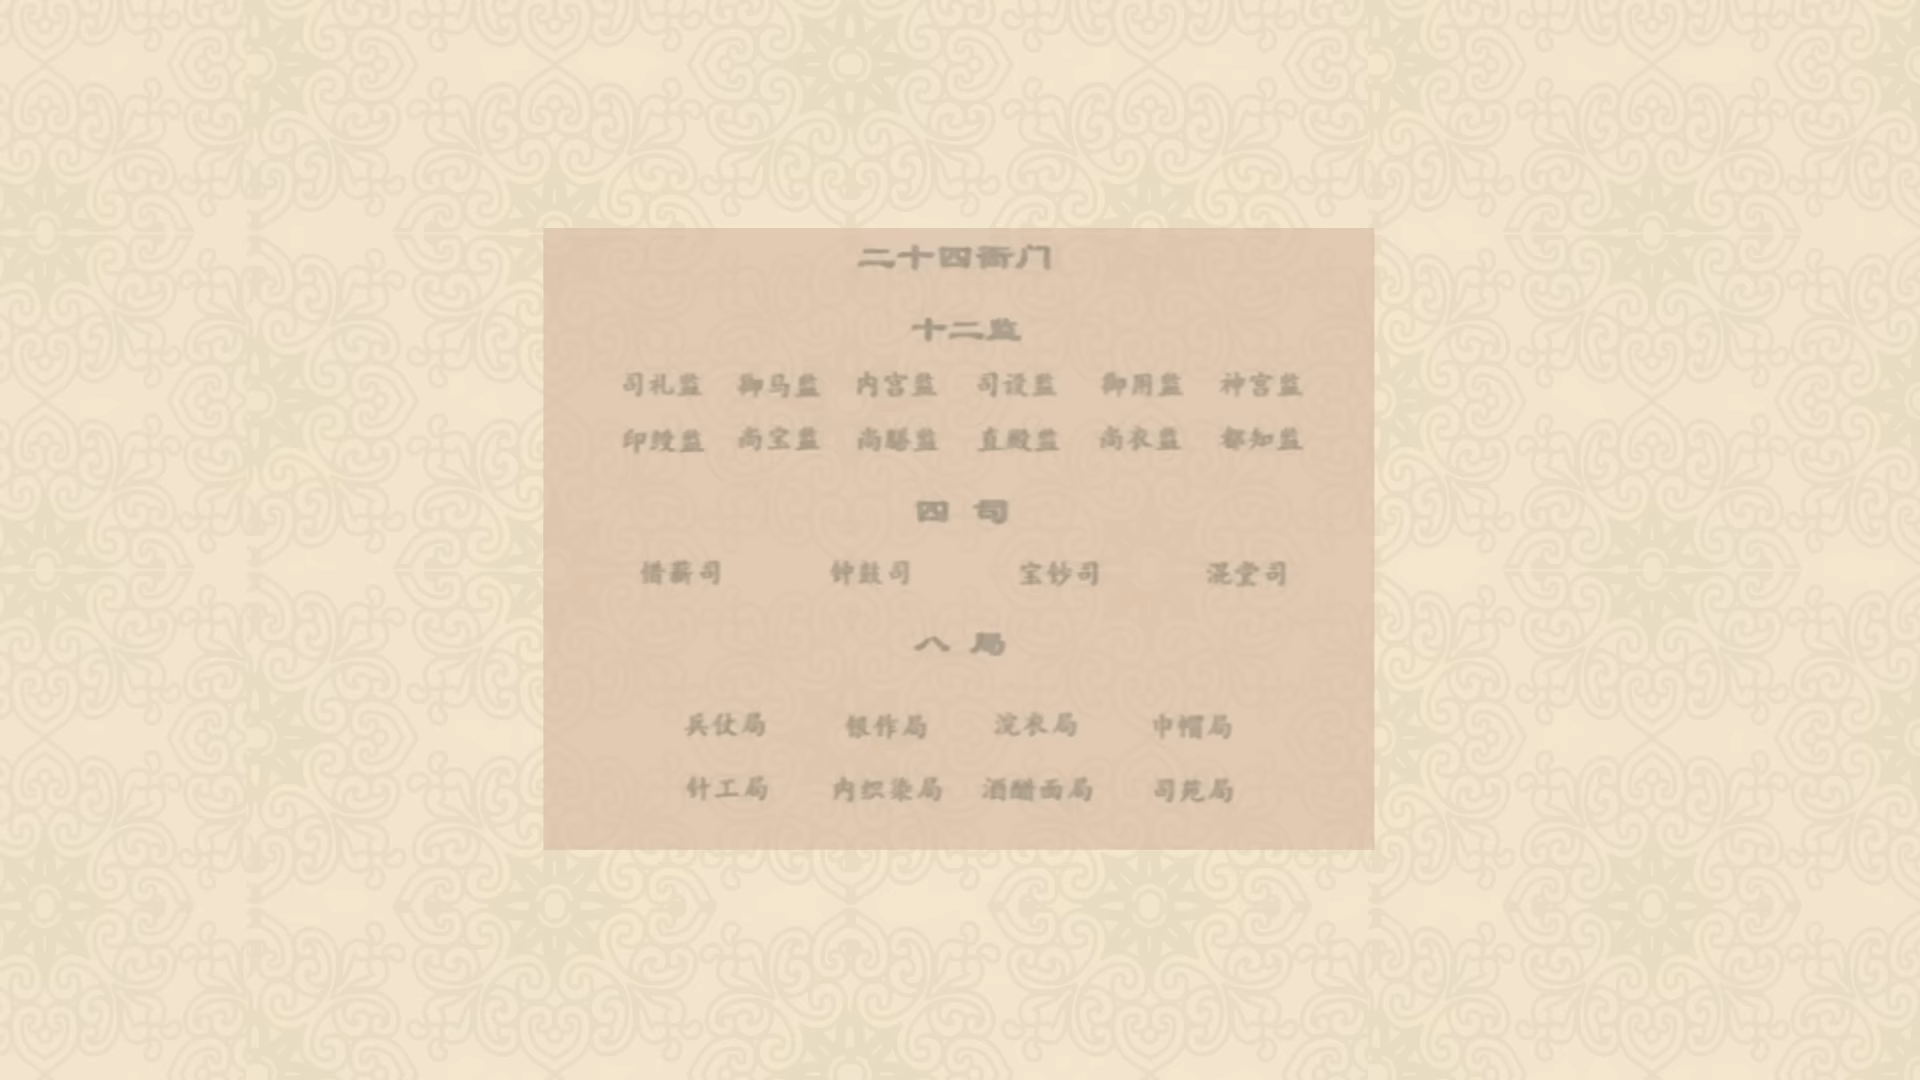 二十四衙门
十二监
司礼监 御马监 内宫监 司设监 御用监 神宫监
印绶监 尚宝监 尚膳监 直殿监 尚衣监 都知监
四 司
惜薪司 钟鼓司 宝钞司 混堂司
八 局
兵仗局 银作局 浣衣局 巾帽局
针工局 内织染局 酒醋面局 司苑局